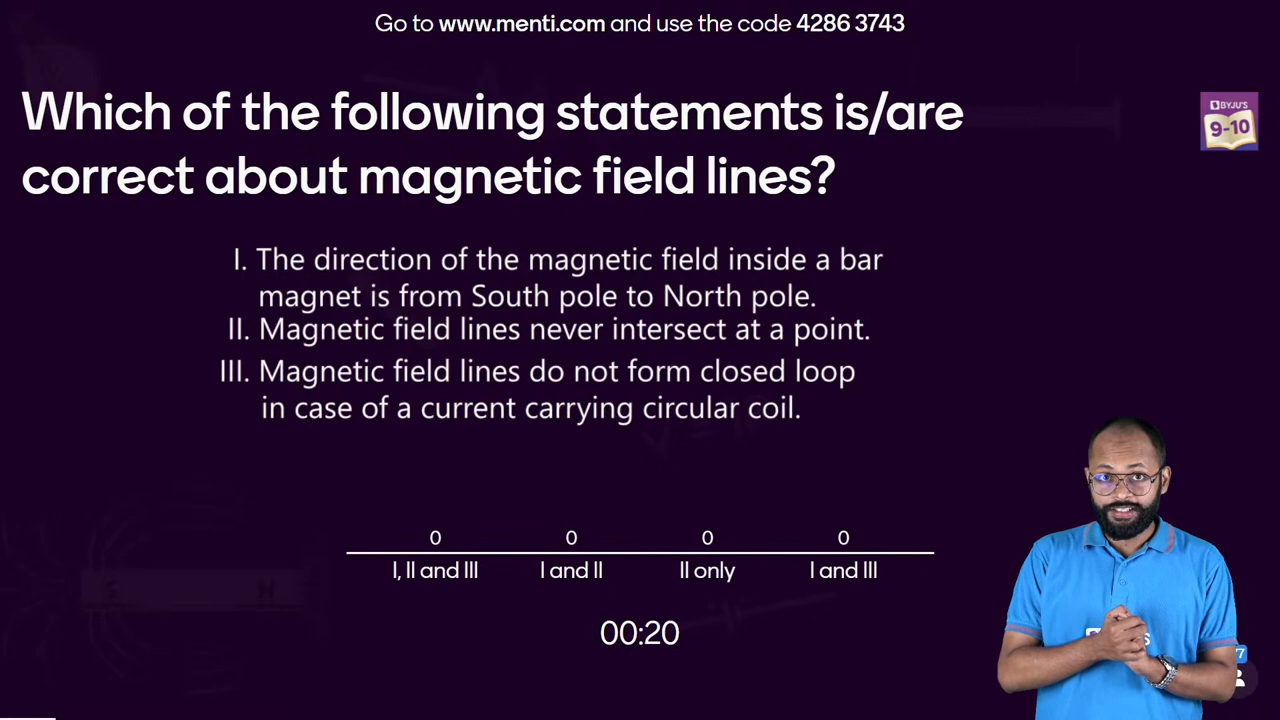 Go to www.menti.com and use the code 4286 3743
Which of the following statements is/are
correct about magnetic field lines?
BYJU'S
9-10
I. The direction of the magnetic field inside a bar
magnet is from South pole to North pole.
II. Magnetic field lines never intersect at a point.
III. Magnetic field lines do not form closed loop
in case of a current carrying circular coil.
0 0 0 0
I, II and III I and II II only I and III
00:20